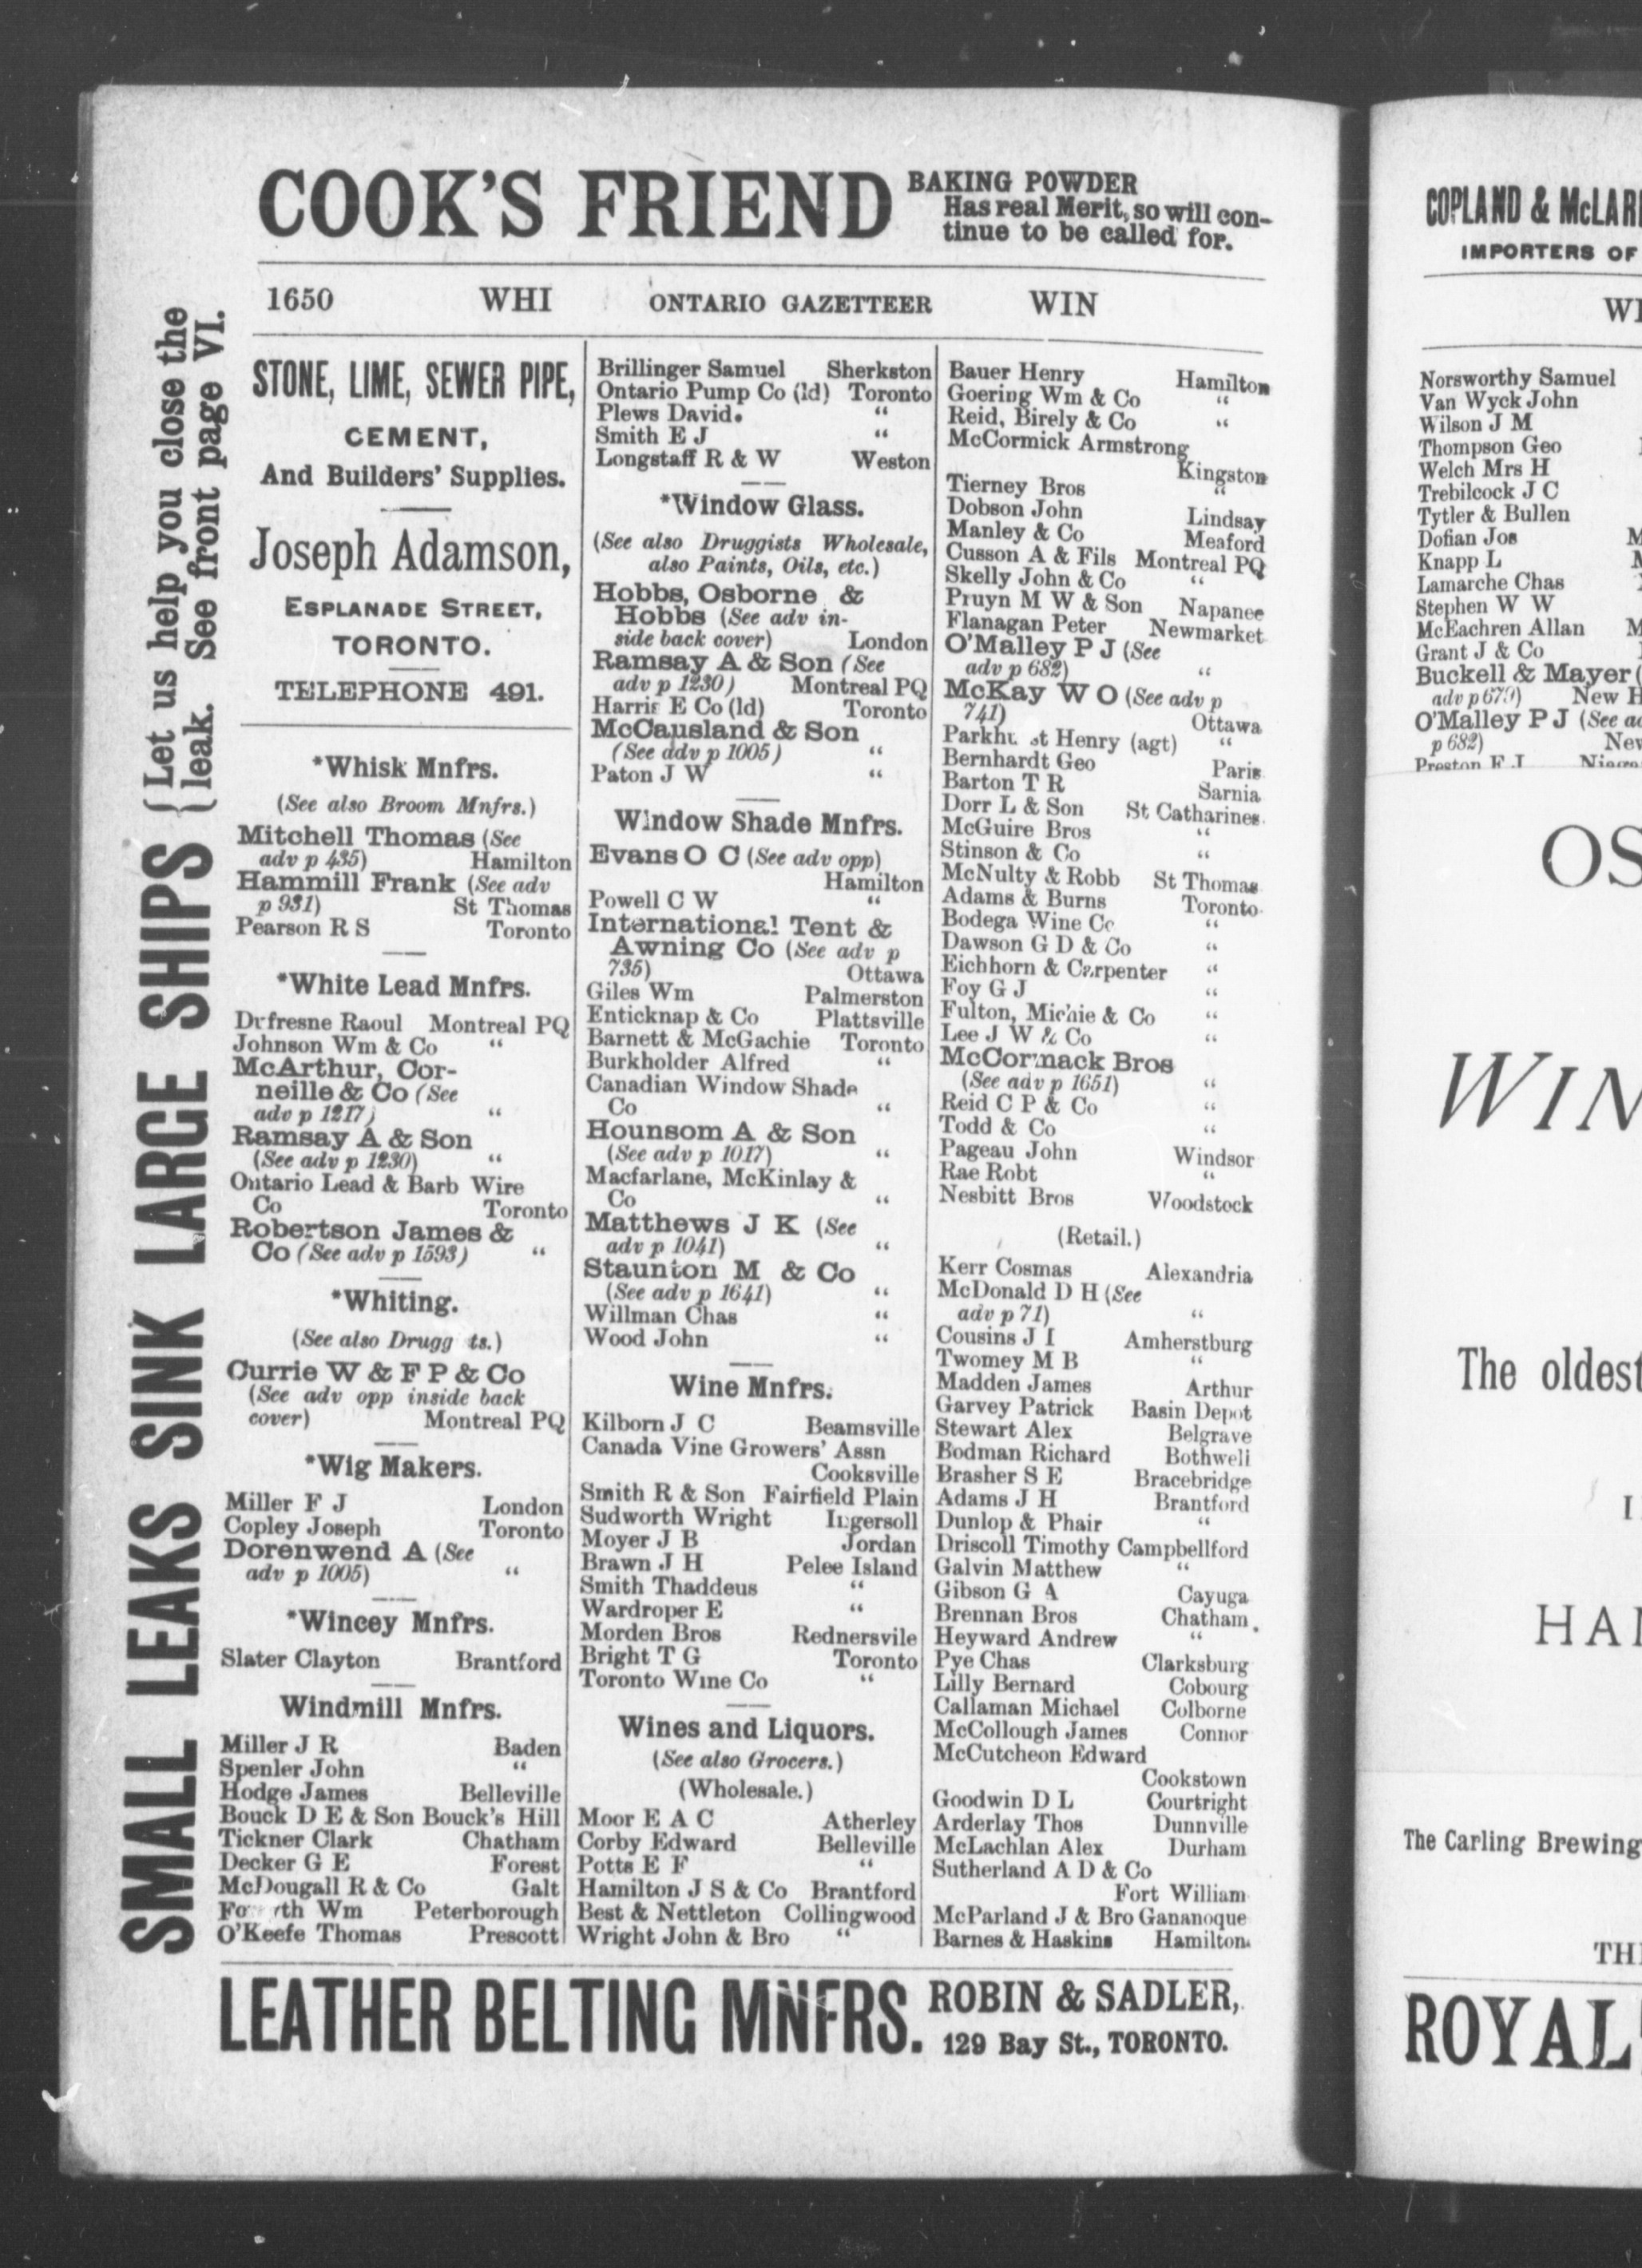 COOK'S FRIEND BAKING POWDER
Has real Merit, so will con-
tinue to be called for.
1650 WHI ONTARIO GAZETTEER WIN
SMALL LEAKS SINK LARGE SHIPS {Let us help you close the
leak. See front page VI.
STONE, LIME, SEWER PIPE,
CEMENT,
And Builders' Supplies.
Joseph Adamson,
ESPLANADE STREET,
TORONTO.
TELEPHONE 491.
*Whisk Mnfrs.
(See also Broom Mnfrs.)
Mitchell Thomas (See
adv p 435) Hamilton
Hammill Frank (See adv
p 931) St Thomas
Pearson R S Toronto
*White Lead Mnfrs.
Dufresne Raoul Montreal PQ
Johnson Wm & Co "
McArthur, Cor-
neille & Co (See
adv p 1217) "
Ramsay A & Son
(See adv p 1230) "
Ontario Lead & Barb Wire
Co Toronto
Robertson James &
Co (See adv p 1593) "
*Whiting.
(See also Drugg ts.)
Currie W & F P & Co
(See adv opp inside back
cover) Montreal PQ
*Wig Makers.
Miller F J London
Copley Joseph Toronto
Dorenwend A (See
adv p 1005) "
*Wincey Mnfrs.
Slater Clayton Brantford
Windmill Mnfrs.
Miller J R Baden
Spenler John "
Hodge James Belleville
Bouck D E & Son Bouck's Hill
Tickner Clark Chatham
Decker G E Forest
McDougall R & Co Galt
Wm Peterborough
O'Keefe Thomas Prescott
Brillinger Samuel Sherkston
Ontario Pump Co (ld) Toronto
Plews David. "
Smith E J "
Longstaff R & W Weston
*Window Glass.
(See also Druggists Wholesale,
also Paints, Oils, etc.)
Hobbs, Osborne &
Hobbs (See adv in-
side back cover) London
Ramsay A & Son (See
adv p 1230) Montreal PQ
Harris E Co (ld) Toronto
McCausland & Son
(See adv p 1005) "
Paton J W "
Window Shade Mnfrs.
Evans O C (See adv opp)
Hamilton
Powell C W "
International Tent &
Awning Co (See adv p
735) Ottawa
Giles Wm Palmerston
Enticknap & Co Plattsville
Barnett & McGachie Toronto
Burkholder Alfred "
Canadian Window Shade
Co "
Hounsom A & Son
(See adv p 1017) "
Macfarlane, McKinlay &
Co "
Matthews J K (See
adv p 1041) "
Staunton M & Co
(See adv p 1641) "
Willman Chas "
Wood John "
Wine Mnfrs.
Kilborn J C Beamsville
Canada Vine Growers' Assn
Cooksville
Smith R & Son Fairfield Plain
Sudworth Wright Ingersoll
Moyer J B Jordan
Brawn J H Pelee Island
Smith Thaddeus "
Wardroper E "
Morden Bros Rednersvile
Bright T G Toronto
Toronto Wine Co "
Wines and Liquors.
(See also Grocers.)
(Wholesale.)
Moor E A C Atherley
Corby Edward Belleville
Potts E F "
Hamilton J S & Co Brantford
Best & Nettleton Collingwood
Wright John & Bro "
Bauer Henry Hamilton
Goering Wm & Co "
Reid, Birely & Co "
McCormick Armstrong
Kingston
Tierney Bros "
Dobson John Lindsay
Manley & Co Meaford
Cusson A & Fils Montreal PQ
Skelly John & Co "
Pruyn M W & Son Napanee
Flanagan Peter Newmarket
O'Malley P J (See
adv p 682) "
McKay W O (See adv p
741) Ottawa
Parkhurst Henry (agt) "
Bernhardt Geo Paris
Barton T R Sarnia
Dorr L & Son St Catharines
McGuire Bros "
Stinson & Co "
McNulty & Robb St Thomas
Adams & Burns Toronto
Bodega Wine Co "
Dawson G D & Co "
Eichhorn & Carpenter "
Foy G J "
Fulton, Michie & Co "
Lee J W & Co "
McCormack Bros
(See adv p 1651) "
Reid C P & Co "
Todd & Co "
Pageau John Windsor
Rae Robt "
Nesbitt Bros Woodstock
(Retail.)
Kerr Cosmas Alexandria
McDonald D H (See
adv p 71) "
Cousins J I Amherstburg
Twomey M B "
Madden James Arthur
Garvey Patrick Basin Depot
Stewart Alex Belgrave
Bodman Richard Bothwell
Brasher S E Bracebridge
Adams J H Brantford
Dunlop & Phair "
Driscoll Timothy Campbellford
Galvin Matthew "
Gibson G A Cayuga
Brennan Bros Chatham
Heyward Andrew "
Pye Chas Clarksburg
Lilly Bernard Cobourg
Callaman Michael Colborne
McCollough James Connor
McCutcheon Edward
Cookstown
Goodwin D L Courtright
Arderlay Thos Dunnville
McLachlan Alex Durham
Sutherland A D & Co
Fort William
McParland J & Bro Gananoque
Barnes & Haskins Hamilton
LEATHER BELTING MNFRS. ROBIN & SADLER,
129 Bay St., TORONTO.
COPLAND & McLAR
IMPORTERS OF
WI
Norsworthy Samuel
Van Wyck John
Wilson J M
Thompson Geo
Welch Mrs H
Trebilcock J C
Tytler & Bullen
Dofian Jos M
Knapp L
Lamarche Chas
Stephen W W
McEachren Allan M
Grant J & Co
Buckell & Mayer (
adv p 679) New H
O'Malley P J (See ad
p 682) New
Preston F J Niagara
OS
WIN
The oldest
HAM
The Carling Brewing
TH
ROYAL